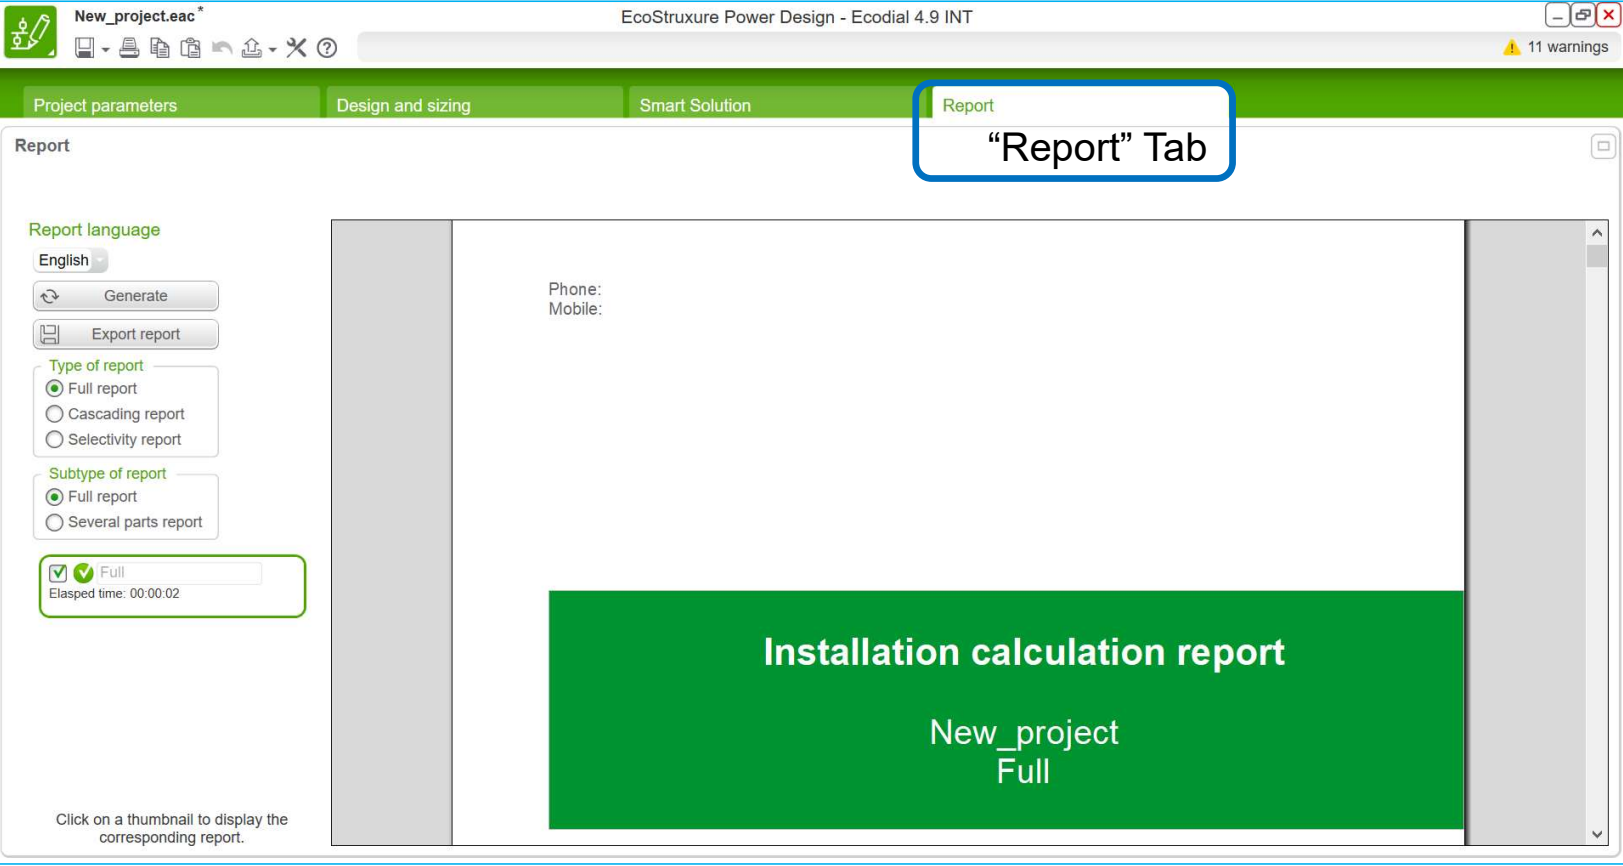 New_project.eac*
EcoStruxure Power Design - Ecodial 4.9 INT
11 warnings
Project parameters
Design and sizing
Smart Solution
Report
“Report” Tab
Report
Report language
English
Generate
Export report
Type of report
Full report
Cascading report
Selectivity report
Subtype of report
Full report
Several parts report
Full
Elasped time: 00:00:02
Click on a thumbnail to display the
corresponding report.
Phone:
Mobile:
Installation calculation report
New_project
Full